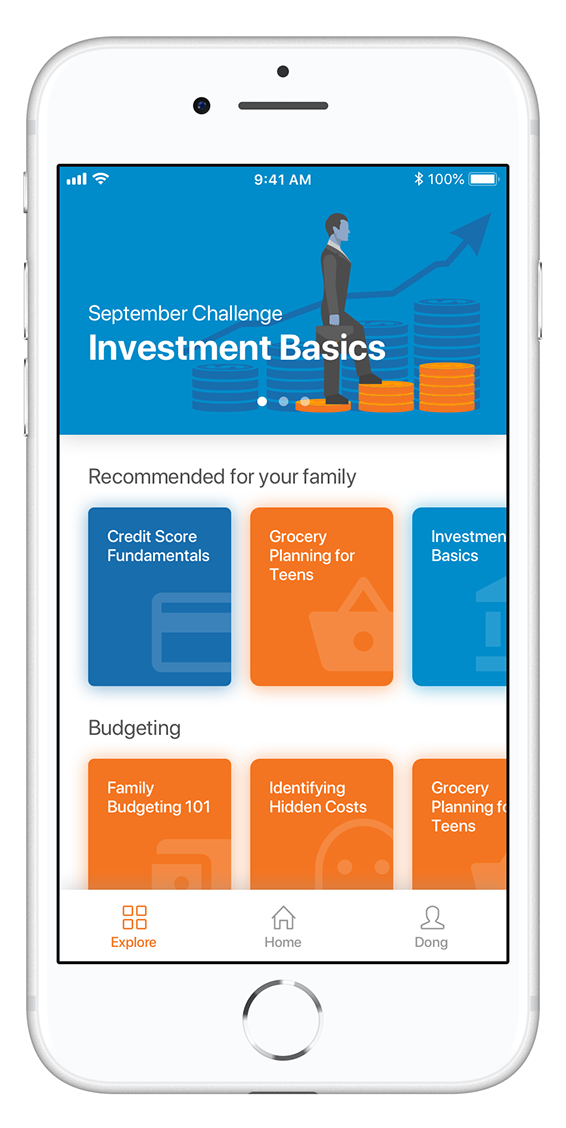 9:41 AM
100%
September Challenge
Investment Basics
Recommended for your family
Credit Score
Fundamentals
Grocery
Planning for
Teens
Investmen
Basics
Budgeting
Family
Budgeting 101
Identifying
Hidden Costs
Grocery
Planning fo
Teens
Explore
Home
Dong